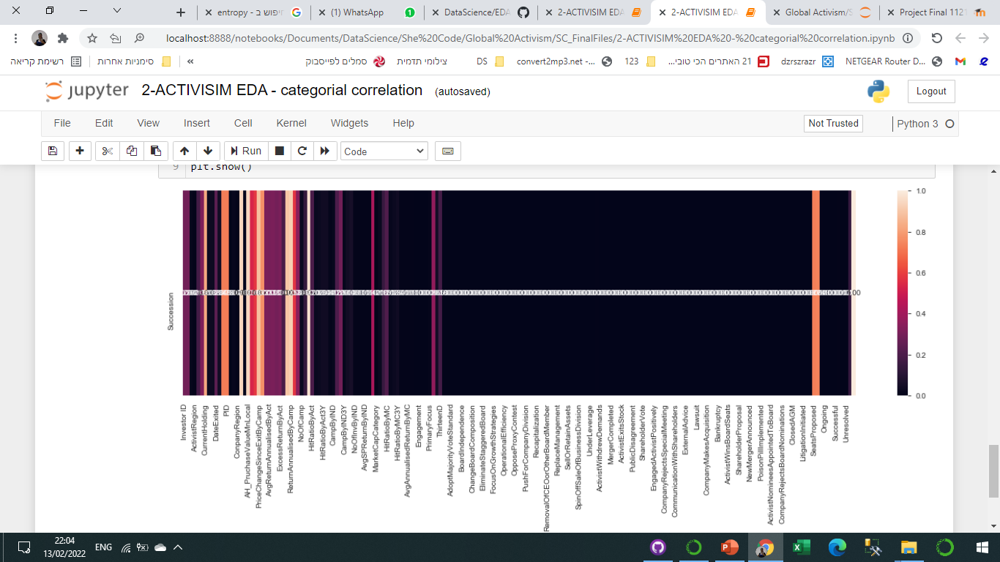 entropy - חיפוש ב
(1) WhatsApp
DataScience/EDA
2-ACTIVISIM EDA
2-ACTIVISIM EDA
Global Activism/S
Project Final 1121
localhost:8888/notebooks/Documents/DataScience/She%20Code/Global%20Activism/SC_FinalFiles/2-ACTIVISIM%20EDA%20-%20categorial%20correlation.ipynb
רשימת קריאה
סימניות אחרות
«
סמלים לפייסבוק
צילומי תדמית
DS
convert2mp3.net -...
123
21 האתרים הכי טובי...
dzrszrazr
NETGEAR Router D...
jupyter
2-ACTIVISIM EDA - categorial correlation (autosaved)
Logout
File Edit View Insert Cell Kernel Widgets Help
Not Trusted
Python 3
Run
Code
9 plt.show()
1.0
0.8
0.6
0.4
0.2
0.0
Succession
Investor ID
ActivistRegion
CurrentHolding
DateExited
PID
CompanyRegion
AH_PruchaseValueMnLocal
PriceChangeSinceExitByCamp
AvgReturnAnnualisedByAct
ExcessReturnByAct
ReturnAnnualisedByCamp
NoOfCamp
HitRatioByAct
HitRatioByAct3Y
CampByIND
CampByIND3Y
NoOfInvrByIND
AvgSPReturnByIND
MarketCapCategory
HitRatioByMC
HitRatioByMC3Y
AvgAnnualisedReturnByMC
Engagement
PrimaryFocus
ThirteenD
AdoptMajorityVoteStandard
BoardIndependence
ChangeBoardComposition
EliminateStaggeredBoard
FocusOnGrowthStrategies
OperationalEfficiency
OpposeProxyContest
PushForCompanyDivision
Recapitalization
RemovalOfCEOorOtherBoardMember
ReplaceManagement
SellOrRetainAssets
SpinOffSaleOfBusinessDivision
UnderLeverage
ActivistWithdrewDemands
MergerCompleted
ActivistExitsStock
PublicDisagreement
ShareholderVote
EngagedActivistPositively
CompanyRejectsSpecialMeeting
CommunicationWithShareholders
ExternalAdvice
Lawsuit
CompanyMakesAcquisition
Bankruptcy
ActivistWinsBoardSeats
ShareholderProposal
NewMergerAnnounced
PoisonPillImplemented
ActivistNomineesAppointedToBoard
CompanyRejectsBoardNominations
ClosedAGM
LitigationInitiated
SeatsProposed
Ongoing
Successful
Unresolved
22:04
13/02/2022
ENG